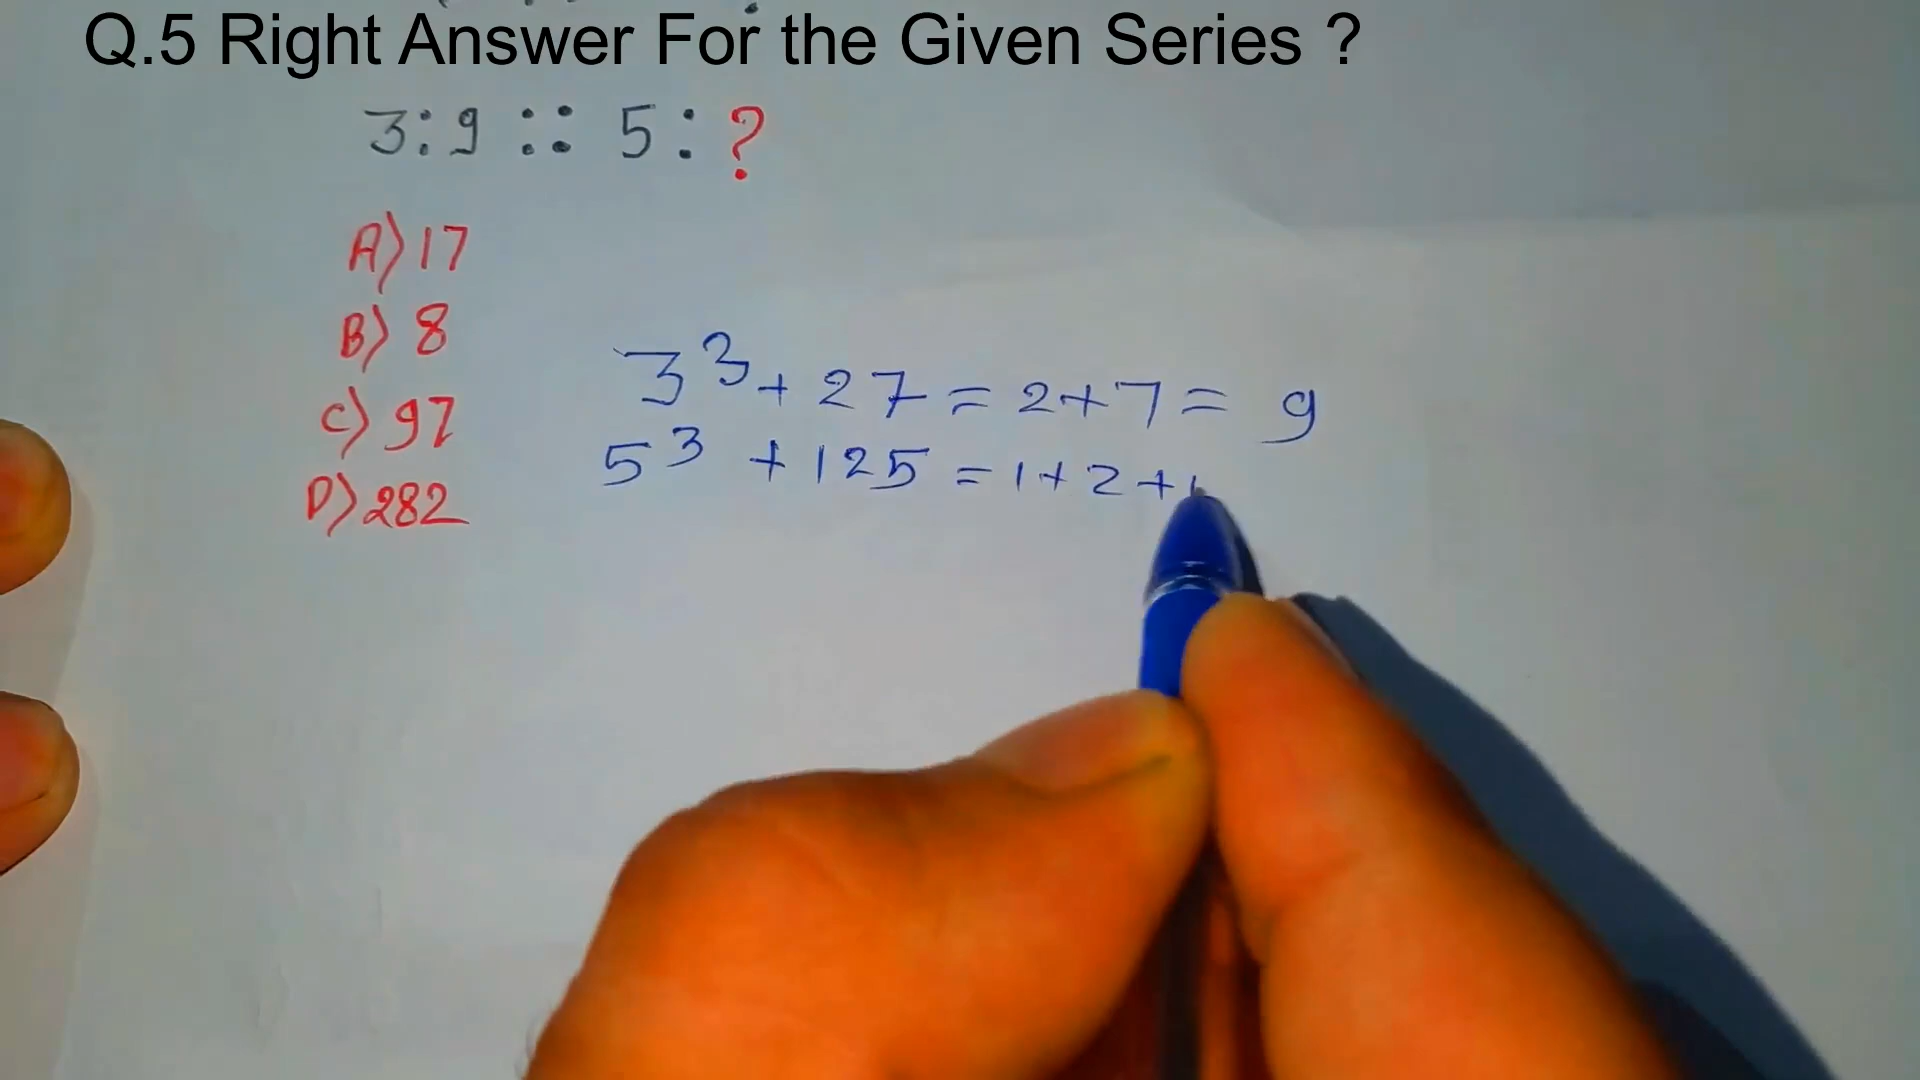 Q.5 Right Answer For the Given Series ?
3:9 :: 5: ?
A) 17
B) 8
C) 97
D) 282
3³ + 27 = 2+7 = 9
5³ + 125 = 1+2+